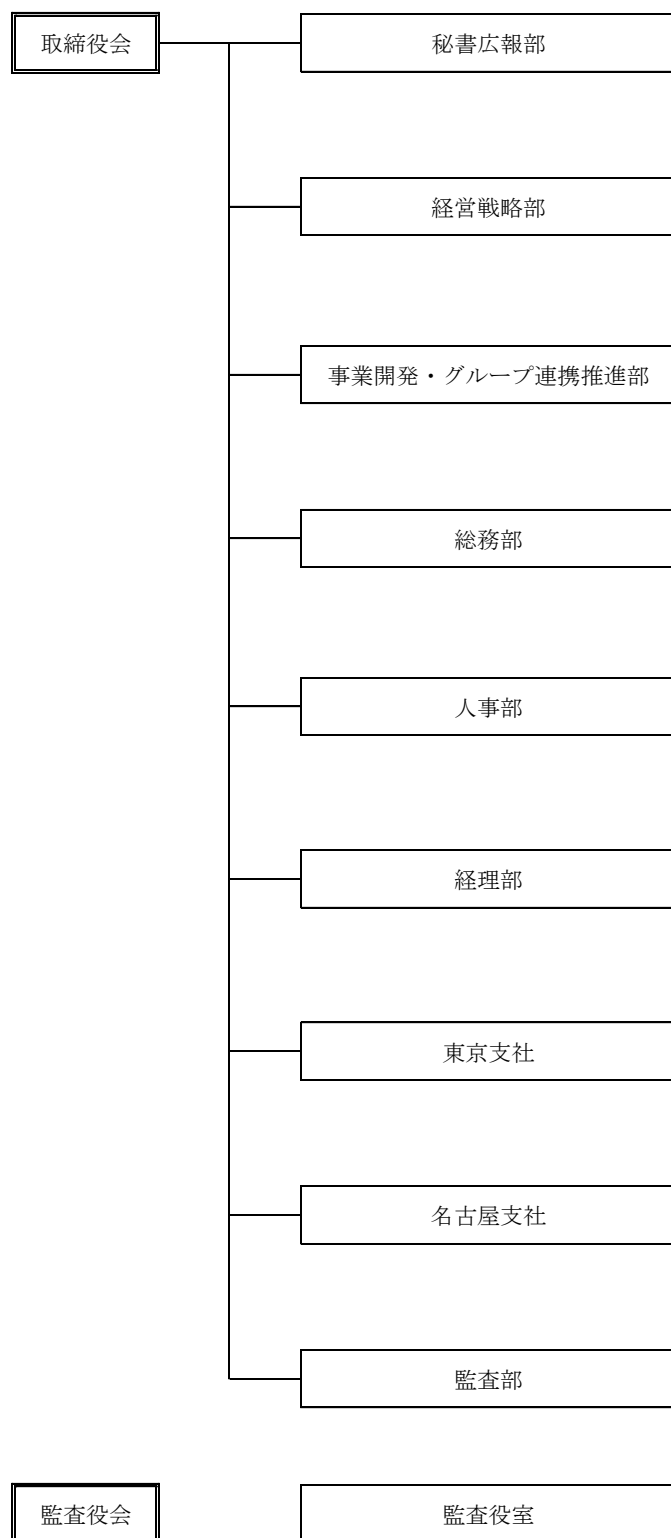 取締役会
秘書広報部
経営戦略部
事業開発・グループ連携推進部
総務部
人事部
経理部
東京支社
名古屋支社
監査部
監査役会
監査役室